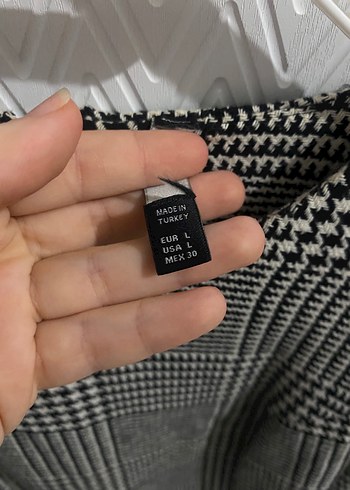 MADE IN
TURKEY
EUR L
USA L
MEX 30